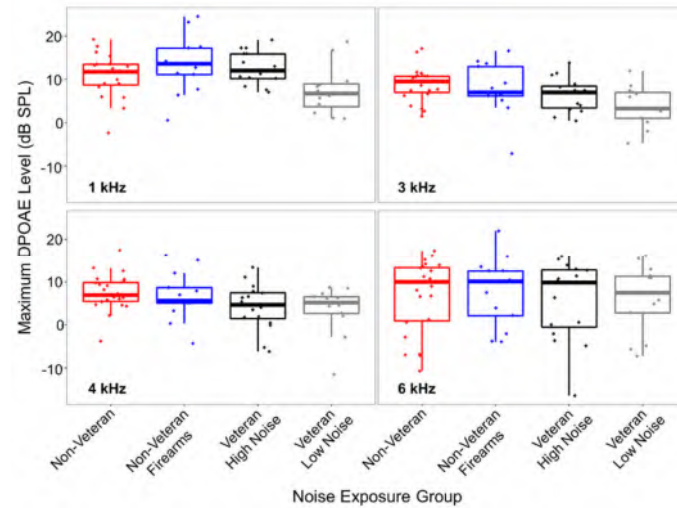 Maximum DPOAE Level (dB SPL)
20
10
0
-10
1 kHz
3 kHz
20
10
0
-10
4 kHz
6 kHz
Non-Veteran
Non-Veteran
Firearms
Veteran
High Noise
Veteran
Low Noise
Non-Veteran
Non-Veteran
Firearms
Veteran
High Noise
Veteran
Low Noise
Noise Exposure Group